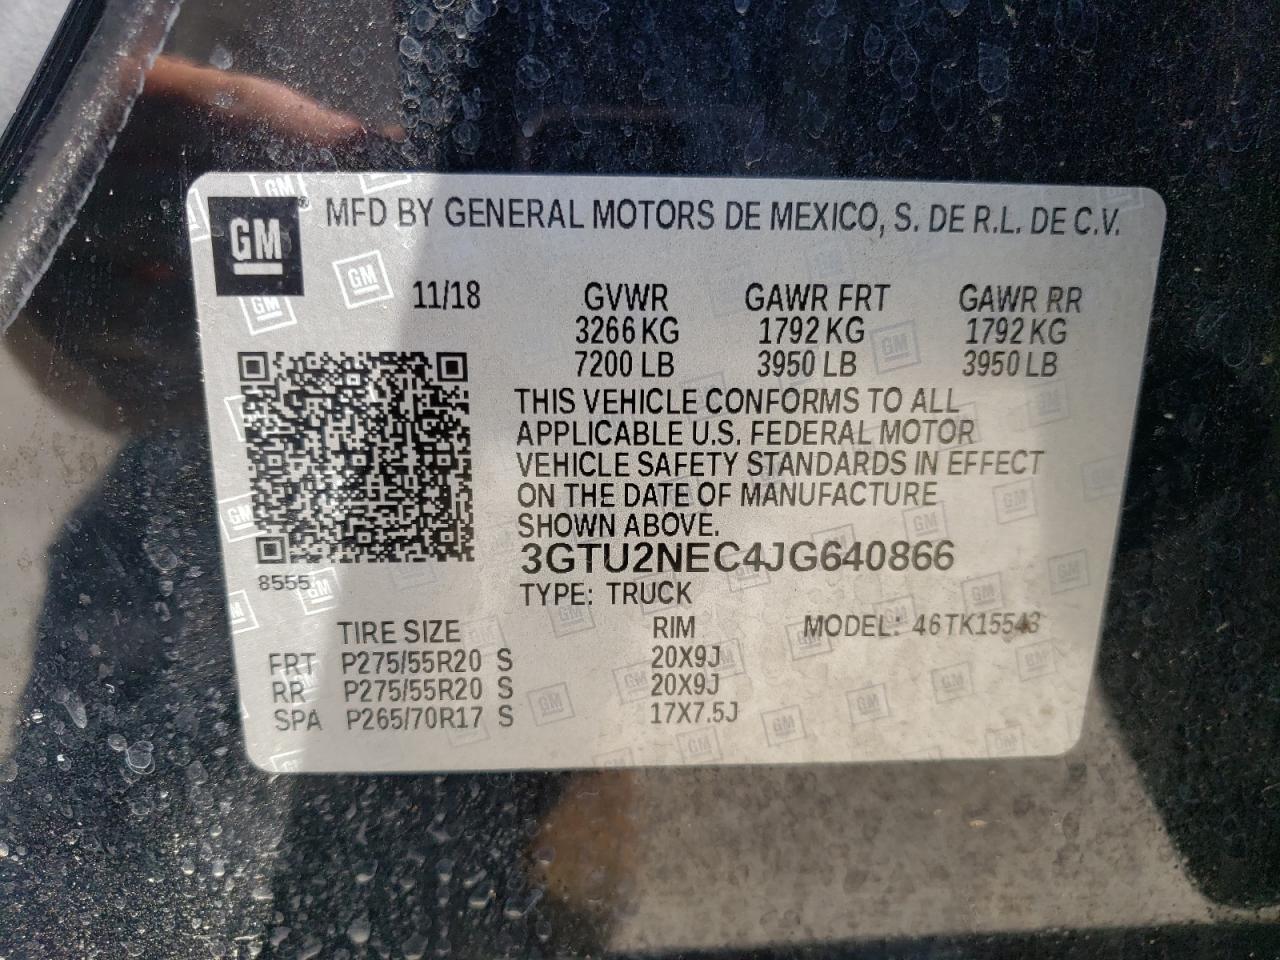 GM® MFD BY GENERAL MOTORS DE MEXICO, S. DE R.L. DE C.V.
11/18 GVWR GAWR FRT GAWR RR
3266 KG 1792 KG 1792 KG
7200 LB 3950 LB 3950 LB
THIS VEHICLE CONFORMS TO ALL
APPLICABLE U.S. FEDERAL MOTOR
VEHICLE SAFETY STANDARDS IN EFFECT
ON THE DATE OF MANUFACTURE
SHOWN ABOVE.
3GTU2NEC4JG640866
8555
TYPE: TRUCK
TIRE SIZE RIM MODEL: 46TK15543
FRT P275/55R20 S 20X9J
RR P275/55R20 S 20X9J
SPA P265/70R17 S 17X7.5J